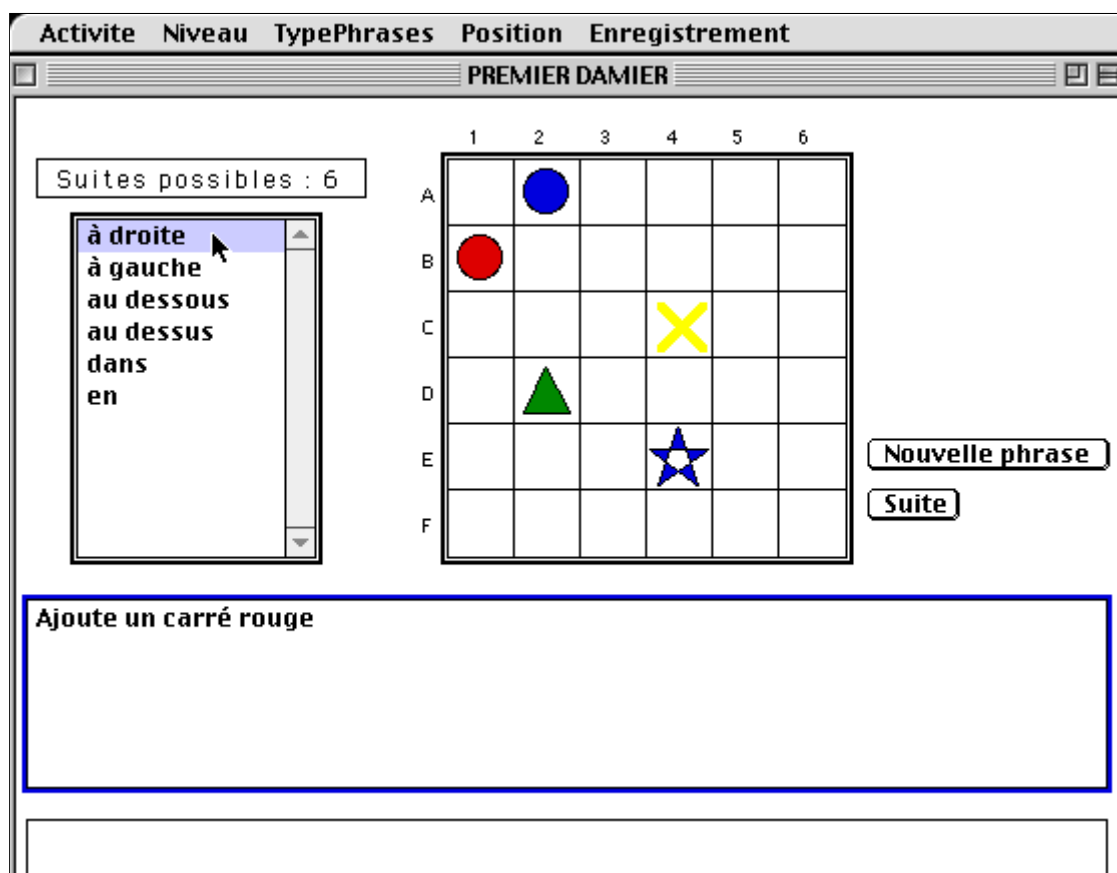 Activite Niveau TypePhrases Position Enregistrement
PREMIER DAMIER
1 2 3 4 5 6
Suites possibles : 6
à droite
à gauche
au dessous
au dessus
dans
en
A
B
C
D
E
F
Nouvelle phrase
Suite
Ajoute un carré rouge